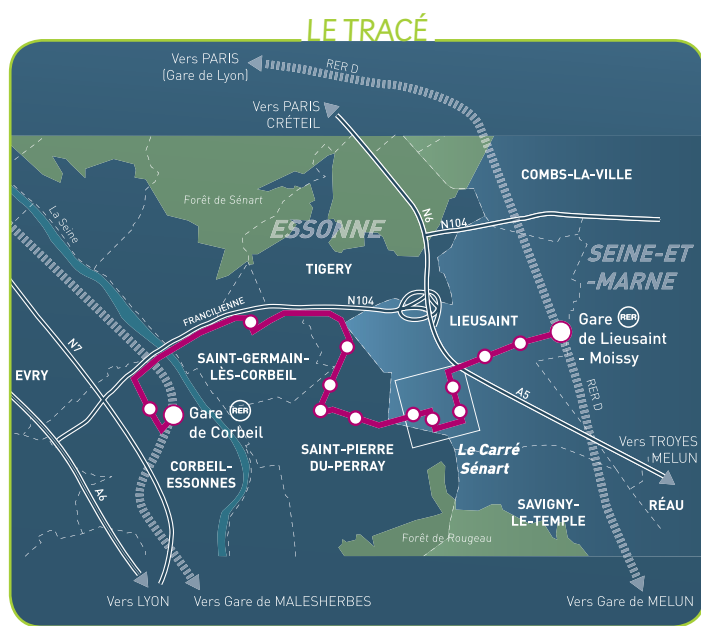 LE TRACÉ
Vers PARIS
(Gare de Lyon)
RER D
Vers PARIS
CRÉTEIL
COMBS-LA-VILLE
Forêt de Sénart
La Seine
ESSONNE
N6
N104
SEINE-ET
-MARNE
TIGERY
N104
FRANCILIENNE
LIEUSAINT
Gare RER
de Lieusaint
- Moissy
N7
SAINT-GERMAIN-
LÈS-CORBEIL
EVRY
RER D
A5
Gare RER
de Corbeil
Vers TROYES
MELUN
SAINT-PIERRE
DU-PERRAY
Le Carré
Sénart
CORBEIL-
ESSONNES
A6
SAVIGNY-
LE-TEMPLE
RÉAU
Forêt de Rougeau
Vers LYON
Vers Gare de MALESHERBES
Vers Gare de MELUN